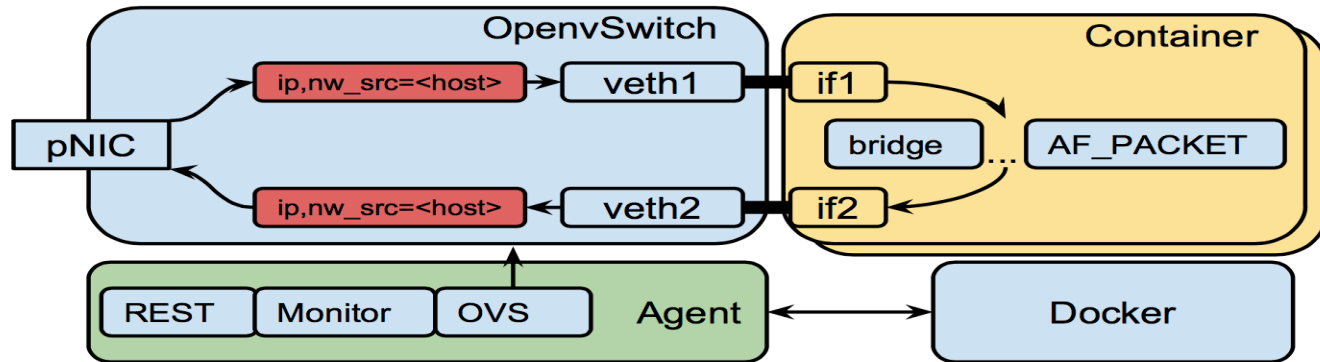 OpenvSwitch
Container
ip,nw_src=<host>
veth1
if1
pNIC
bridge
...
AF_PACKET
ip,nw_src=<host>
veth2
if2
REST
Monitor
OVS
Agent
Docker